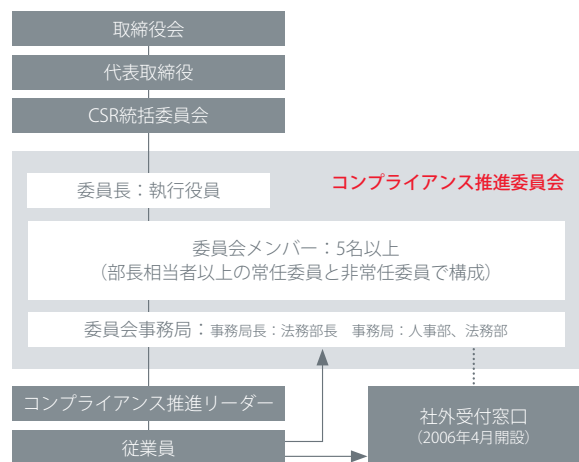 取締役会
代表取締役
CSR統括委員会
コンプライアンス推進委員会
委員長：執行役員
委員会メンバー：5名以上
（部長相当者以上の常任委員と非常任委員で構成）
委員会事務局：事務局長：法務部長　事務局：人事部、法務部
コンプライアンス推進リーダー
従業員
社外受付窓口
（2006年4月開設）